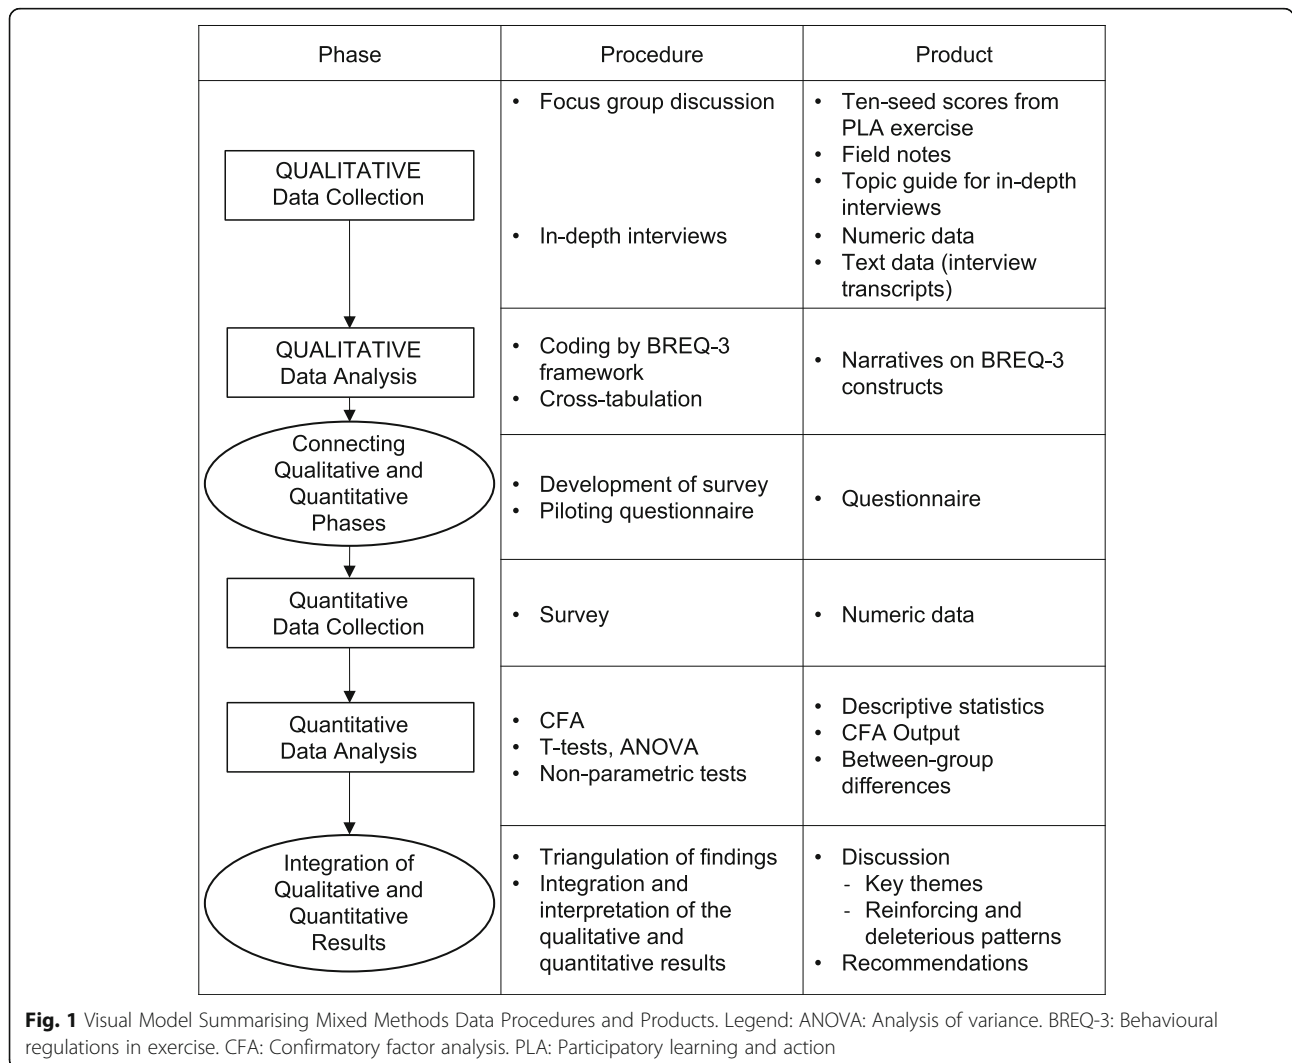 Phase
Procedure
Product
QUALITATIVE
Data Collection
• Focus group discussion
• In-depth interviews
• Ten-seed scores from
PLA exercise
• Field notes
• Topic guide for in-depth
interviews
• Numeric data
• Text data (interview
transcripts)
QUALITATIVE
Data Analysis
• Coding by BREQ-3
framework
• Cross-tabulation
• Narratives on BREQ-3
constructs
Connecting
Qualitative and
Quantitative
Phases
• Development of survey
• Piloting questionnaire
• Questionnaire
Quantitative
Data Collection
• Survey
• Numeric data
Quantitative
Data Analysis
• CFA
• T-tests, ANOVA
• Non-parametric tests
• Descriptive statistics
• CFA Output
• Between-group
differences
Integration of
Qualitative and
Quantitative
Results
• Triangulation of findings
• Integration and
interpretation of the
qualitative and
quantitative results
• Discussion
- Key themes
- Reinforcing and
deleterious patterns
• Recommendations
Fig. 1 Visual Model Summarising Mixed Methods Data Procedures and Products. Legend: ANOVA: Analysis of variance. BREQ-3: Behavioural
regulations in exercise. CFA: Confirmatory factor analysis. PLA: Participatory learning and action